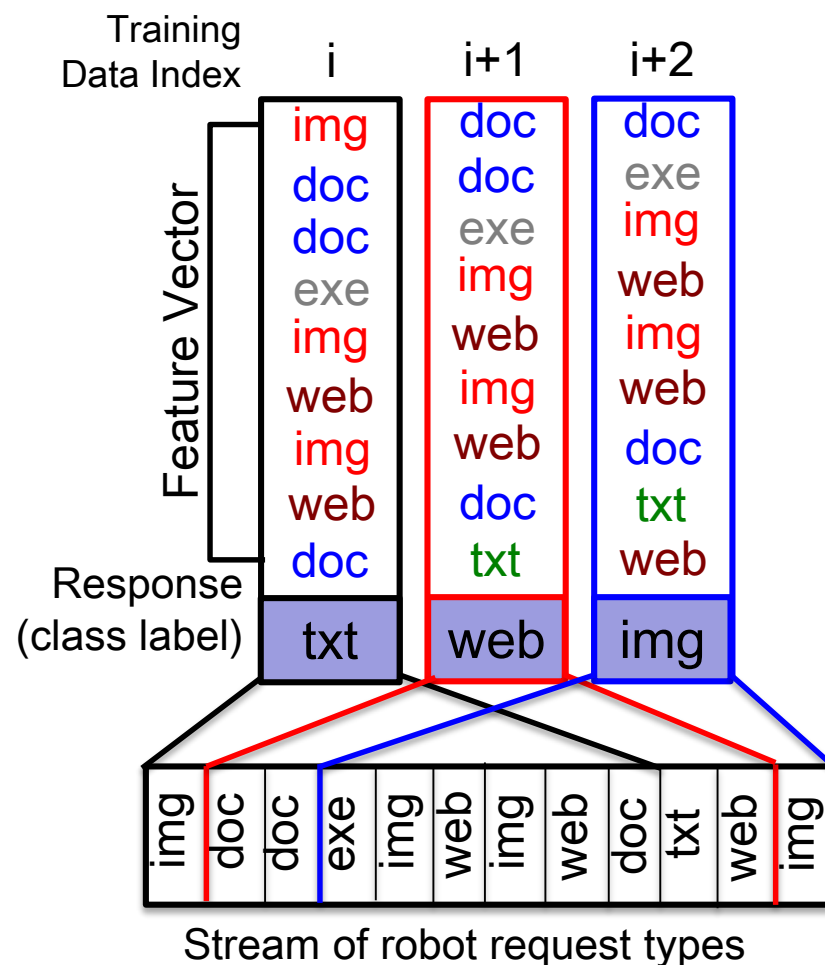 Training
Data Index
i
i+1
i+2
Feature Vector
img
doc
doc
exe
img
web
img
web
doc
doc
doc
exe
img
web
img
web
doc
txt
doc
exe
img
web
img
web
doc
txt
web
Response
(class label)
txt
web
img
img
doc
doc
exe
img
web
img
web
doc
txt
web
img
Stream of robot request types